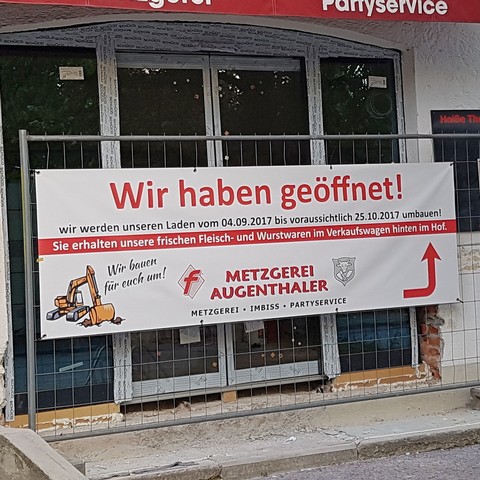 Partyservice
Wir haben geöffnet!
wir werden unseren Laden vom 04.09.2017 bis voraussichtlich 25.10.2017 umbauen!
Sie erhalten unsere frischen Fleisch- und Wurstwaren im Verkaufswagen hinten im Hof.
Wir bauen
für euch um!
f
METZGEREI
AUGENTHALER
METZGEREI • IMBISS • PARTYSERVICE